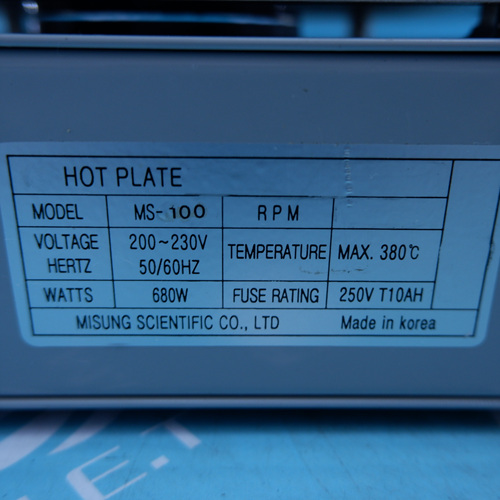 HOT PLATE
MODEL MS-100 RPM
VOLTAGE HERTZ 200~230V 50/60HZ TEMPERATURE MAX. 380℃
WATTS 680W FUSE RATING 250V T10AH
MISUNG SCIENTIFIC CO., LTD Made in korea